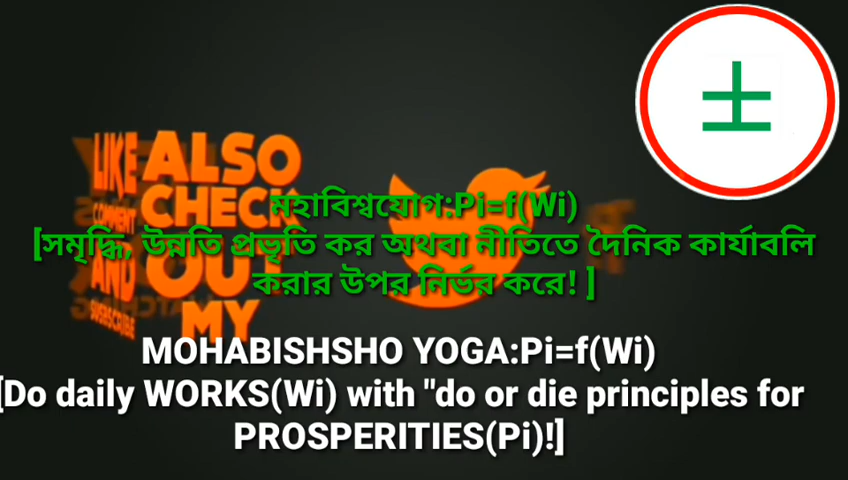 LIKE
COMMENT
AND
SUBSCRIBE
ALSO
CHECK
OUT
MY
±
মহাবিশ্বযোগ:Pi=f(Wi)
[সমৃদ্ধি, উন্নতি প্রভৃতি কর অথবা নীতিতে দৈনিক কার্যাবলি
করার উপর নির্ভর করে! ]
MOHABISHSHO YOGA:Pi=f(Wi)
[Do daily WORKS(Wi) with "do or die principles for
PROSPERITIES(Pi)!]